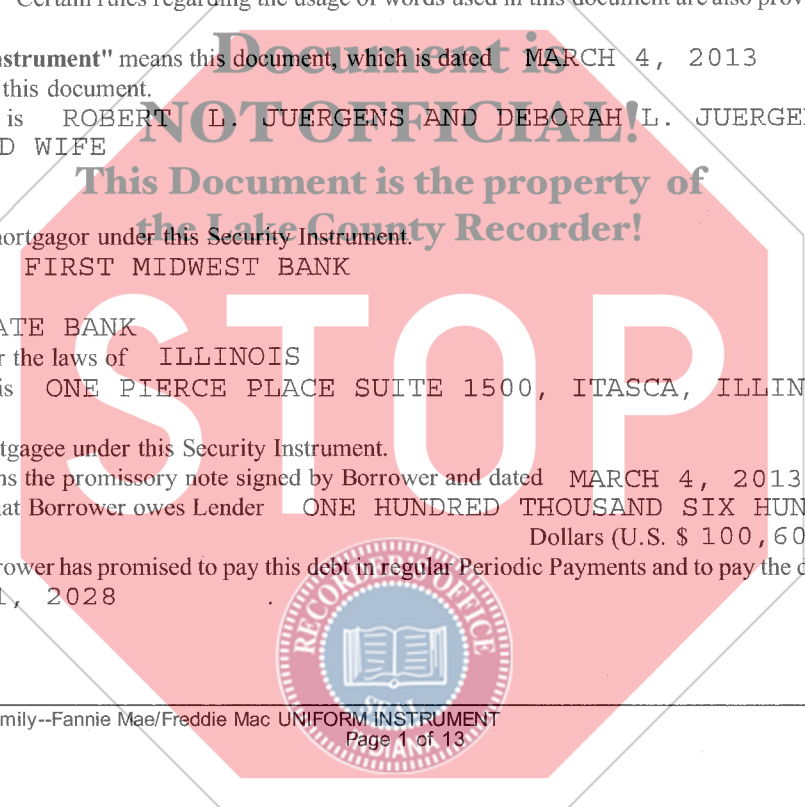 Certain rules regarding the usage of words used in this document are also prov
Document is
nstrument" means this document, which is dated MARCH 4, 2013
this document.
NOT OFFICIAL!
is ROBERT L. JUERGENS AND DEBORAH L. JUERGE
D WIFE
This Document is the property of
the Lake County Recorder!
ortgagor under this Security Instrument.
FIRST MIDWEST BANK
STOP
ATE BANK
r the laws of ILLINOIS
is ONE PIERCE PLACE SUITE 1500, ITASCA, ILLIN
tgagee under this Security Instrument.
ns the promissory note signed by Borrower and dated MARCH 4, 2013
at Borrower owes Lender ONE HUNDRED THOUSAND SIX HUN
Dollars (U.S. $ 100,60
rower has promised to pay this debt in regular Periodic Payments and to pay the d
1, 2028 .
RECORDER'S OFFICE
SEAL
INDIANA
mily--Fannie Mae/Freddie Mac UNIFORM INSTRUMENT
Page 1 of 13